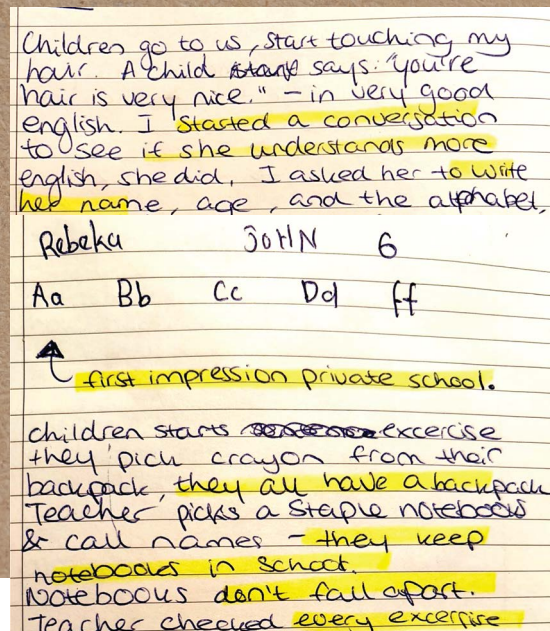 Children go to us, start touching my
hair. A child says: "you're
hair is very nice." – in very good
english. I started a conversation
to see if she understands more
english, she did. I asked her to write
her name, age, and the alphabet.
Rebeka JOHN 6
Aa Bb Cc Dd ff
first impression private school.
children starts excercise
they pick crayon from their
backpack, they all have a backpack
Teacher picks a staple notebooks
& call names – they keep
notebooks in school.
Notebooks don't fall apart.
Teacher checked every excercise